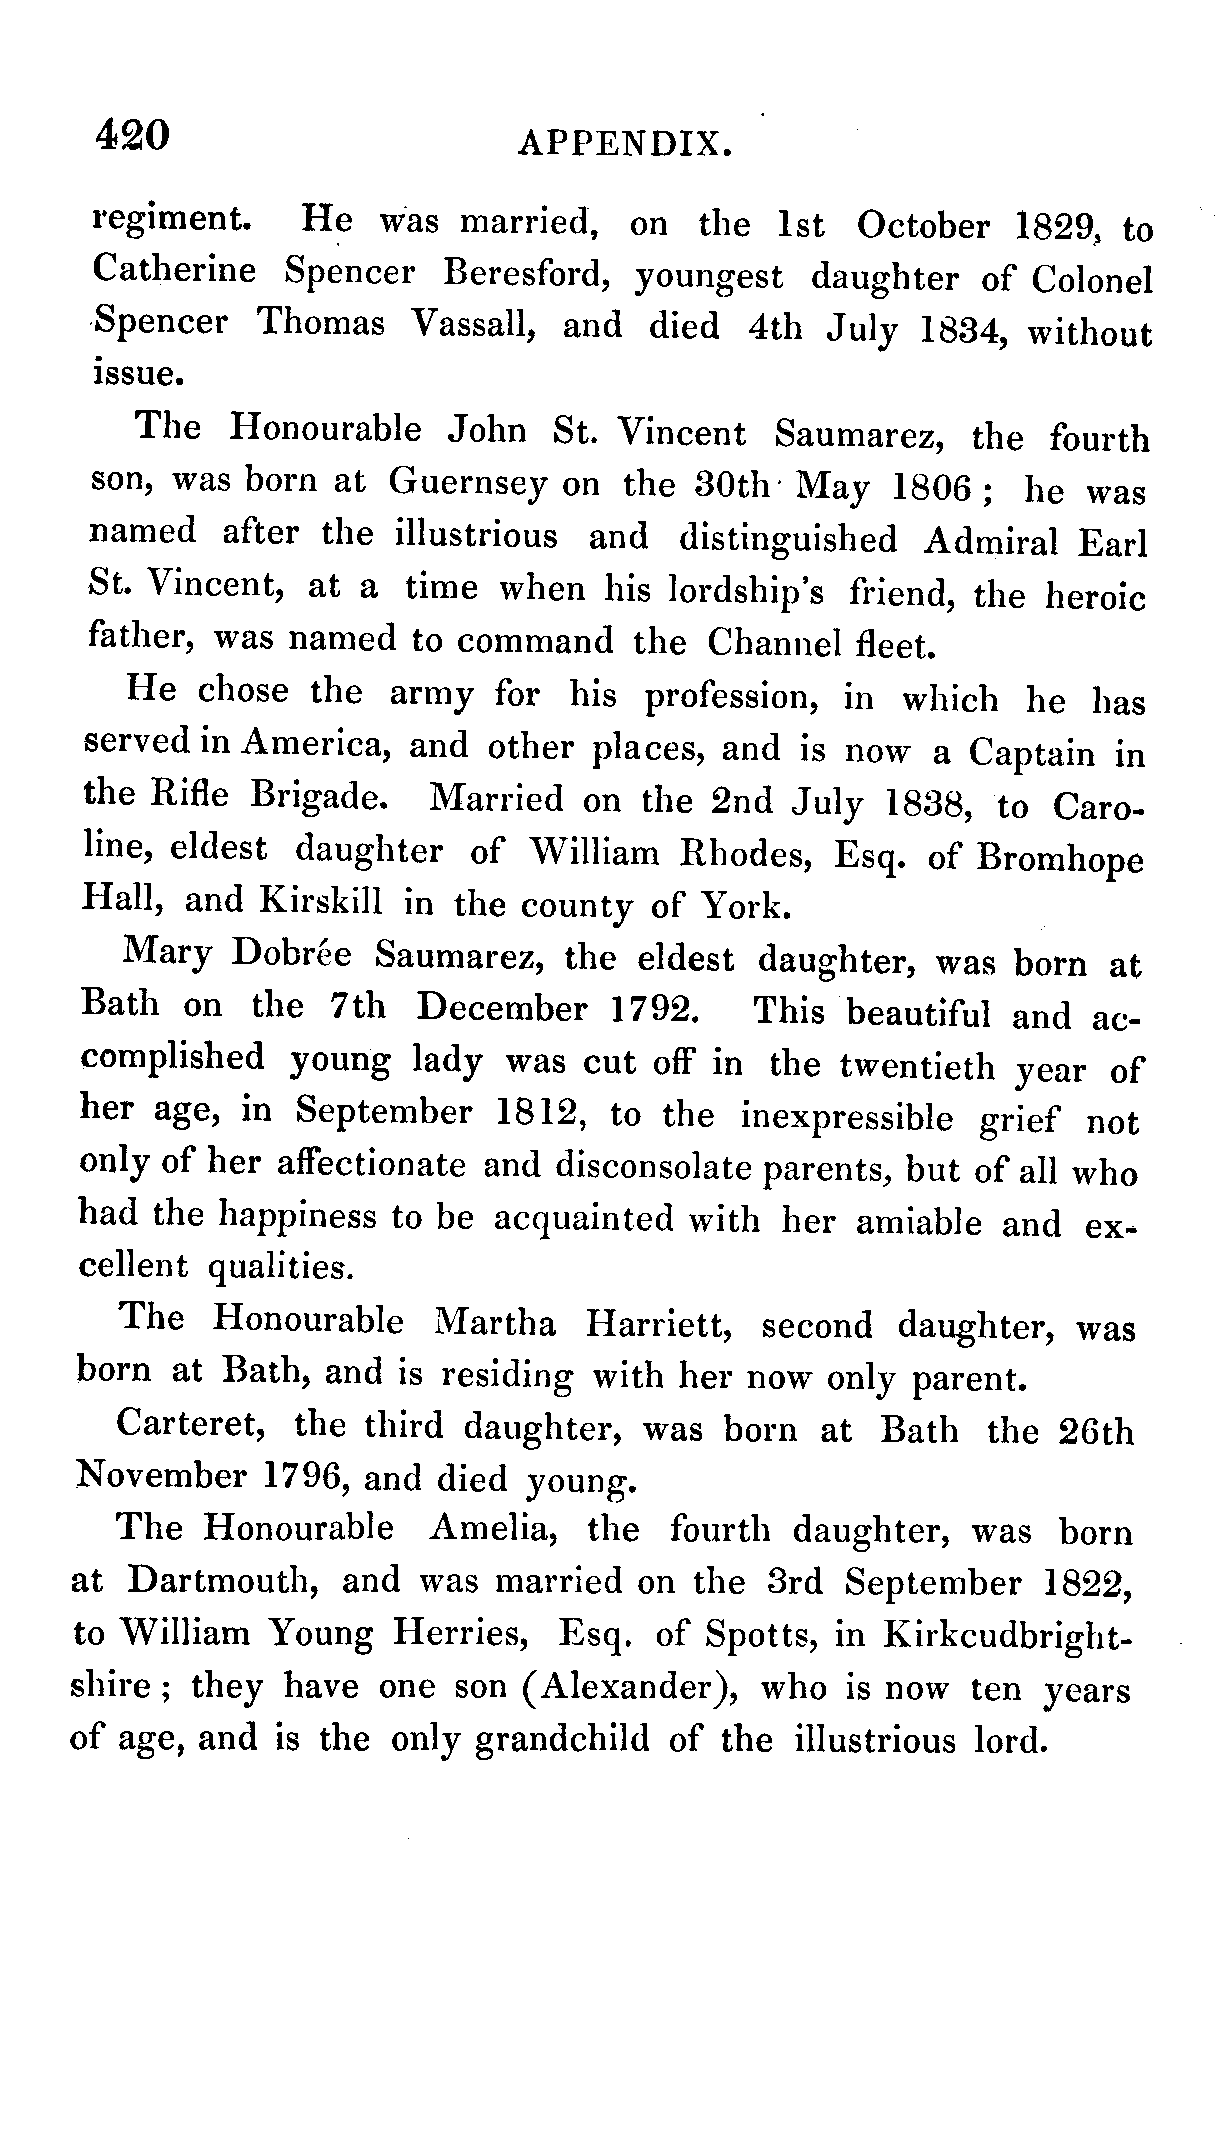 420
APPENDIX.
regiment. He was married, on the 1st October 1829, to
Catherine Spencer Beresford, youngest daughter of Colonel
Spencer Thomas Vassall, and died 4th July 1834, without
issue.
The Honourable John St. Vincent Saumarez, the fourth
son, was born at Guernsey on the 30th May 1806 ; he was
named after the illustrious and distinguished Admiral Earl
St. Vincent, at a time when his lordship's friend, the heroic
father, was named to command the Channel fleet.
He chose the army for his profession, in which he has
served in America, and other places, and is now a Captain in
the Rifle Brigade. Married on the 2nd July 1838, to Caro-
line, eldest daughter of William Rhodes, Esq. of Bromhope
Hall, and Kirskill in the county of York.
Mary Dobrée Saumarez, the eldest daughter, was born at
Bath on the 7th December 1792. This beautiful and ac-
complished young lady was cut off in the twentieth year of
her age, in September 1812, to the inexpressible grief not
only of her affectionate and disconsolate parents, but of all who
had the happiness to be acquainted with her amiable and ex-
cellent qualities.
The Honourable Martha Harriett, second daughter, was
born at Bath, and is residing with her now only parent.
Carteret, the third daughter, was born at Bath the 26th
November 1796, and died young.
The Honourable Amelia, the fourth daughter, was born
at Dartmouth, and was married on the 3rd September 1822,
to William Young Herries, Esq. of Spotts, in Kirkcudbright-
shire ; they have one son (Alexander), who is now ten years
of age, and is the only grandchild of the illustrious lord.